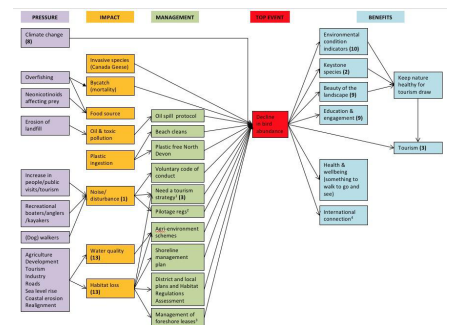 PRESSURE
IMPACT
MANAGEMENT
TOP EVENT
BENEFITS
Climate change
(8)
Overfishing
Neonicotinoids
affecting prey
Erosion of
landfill
Increase in
people/public
visits/tourism
Recreational
boaters/anglers
/kayakers
(Dog) walkers
Agriculture
Development
Tourism
Industry
Roads
Sea level rise
Coastal erosion
Realignment
Invasive species
(Canada Geese)
Bycatch
(mortality)
Food source
Oil & toxic
pollution
Plastic
ingestion
Noise/
disturbance (1)
Water quality
(13)
Habitat loss
(13)
Oil spill protocol
Beach cleans
Plastic free North
Devon
Voluntary code of
conduct
Need a tourism
strategy¹ (3)
Pilotage regs²
Agri-environment
schemes
Shoreline
management
plan
District and local
plans and Habitat
Regulations
Assessment
Management of
foreshore leases³
Decline
in bird
abundance
Environmental
condition
indicators (10)
Keystone
species (2)
Beauty of the
landscape (9)
Education &
engagement (9)
Health &
wellbeing
(something to
walk to go and
see)
International
connection⁴
Keep nature
healthy for
tourism draw
Tourism (3)